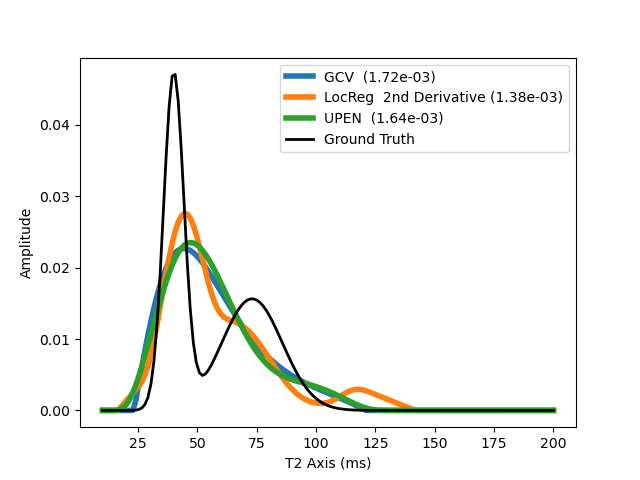 GCV  (1.72e-03)
LocReg  2nd Derivative (1.38e-03)
UPEN  (1.64e-03)
Ground Truth
Amplitude
0.04
0.03
0.02
0.01
0.00
25 50 75 100 125 150 175 200
T2 Axis (ms)